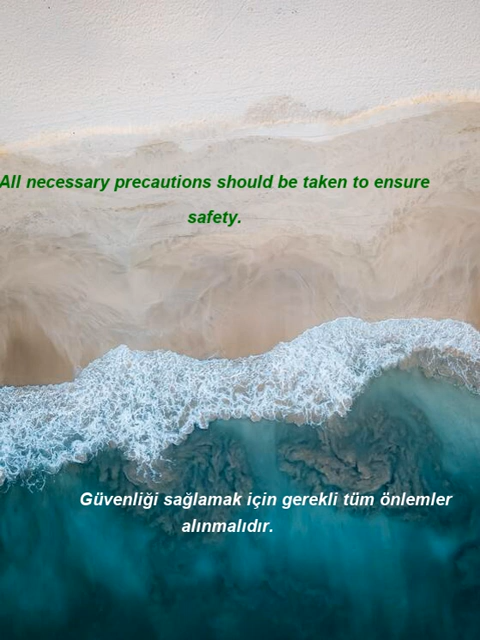 All necessary precautions should be taken to ensure
safety.
Güvenliği sağlamak için gerekli tüm önlemler
alınmalıdır.